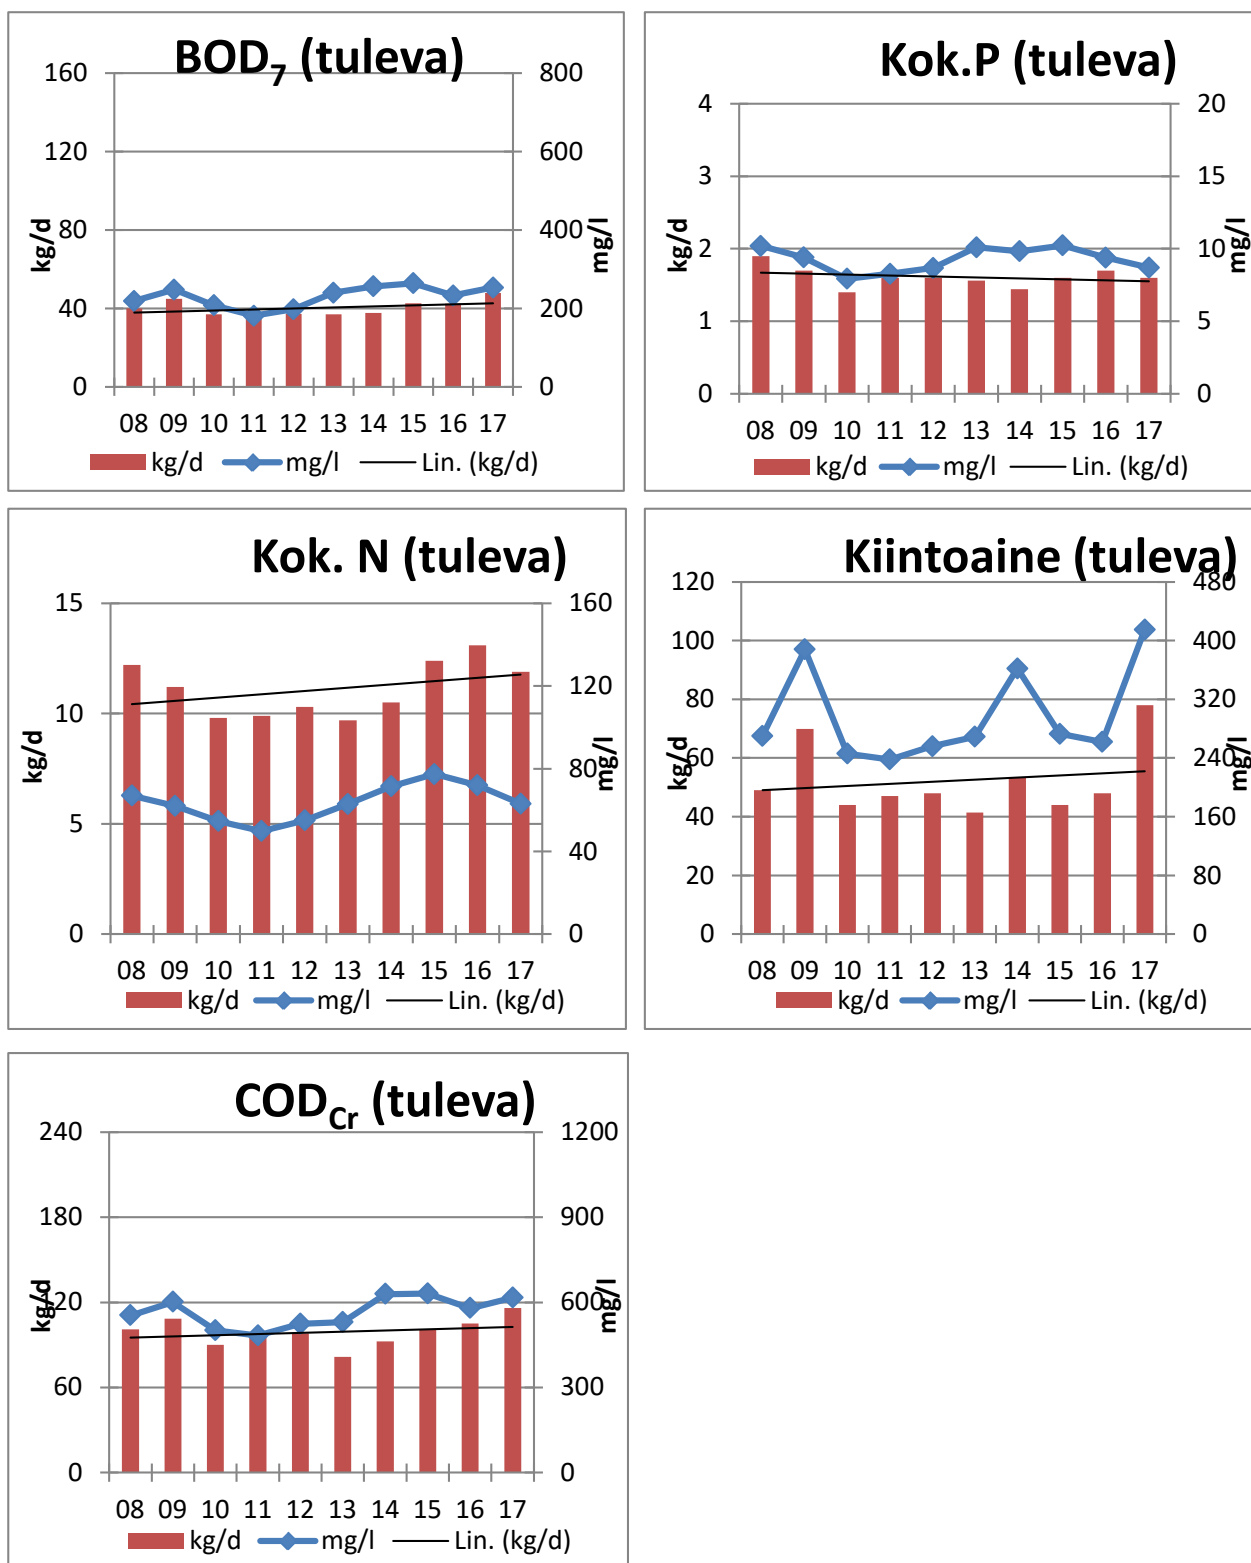 BOD7 (tuleva)
160 800
120 600
80 400
40 200
0 0
kg/d
mg/l
08 09 10 11 12 13 14 15 16 17
kg/d mg/l Lin. (kg/d)
Kok.P (tuleva)
4 20
3 15
2 10
1 5
0 0
kg/d
mg/l
08 09 10 11 12 13 14 15 16 17
kg/d mg/l Lin. (kg/d)
Kok. N (tuleva)
15 160
120
10
80
5
40
0 0
kg/d
mg/l
08 09 10 11 12 13 14 15 16 17
kg/d mg/l Lin. (kg/d)
Kiintoaine (tuleva)
120 480
100 400
80 320
60 240
40 160
20 80
0 0
kg/d
mg/l
08 09 10 11 12 13 14 15 16 17
kg/d mg/l Lin. (kg/d)
CODCr (tuleva)
240 1200
180 900
120 600
60 300
0 0
kg/d
mg/l
08 09 10 11 12 13 14 15 16 17
kg/d mg/l Lin. (kg/d)